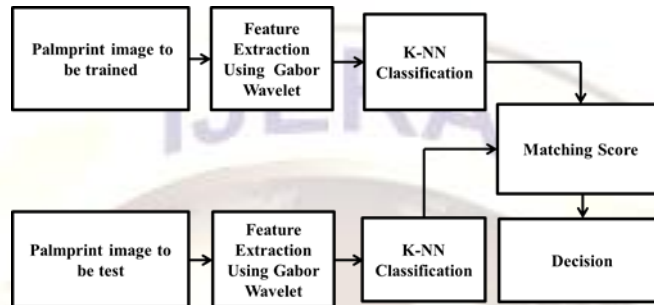 Palmprint image to
be trained
Feature
Extraction
Using Gabor
Wavelet
K-NN
Classification
Matching Score
Palmprint image to
be test
Feature
Extraction
Using Gabor
Wavelet
K-NN
Classification
Decision
IJERA